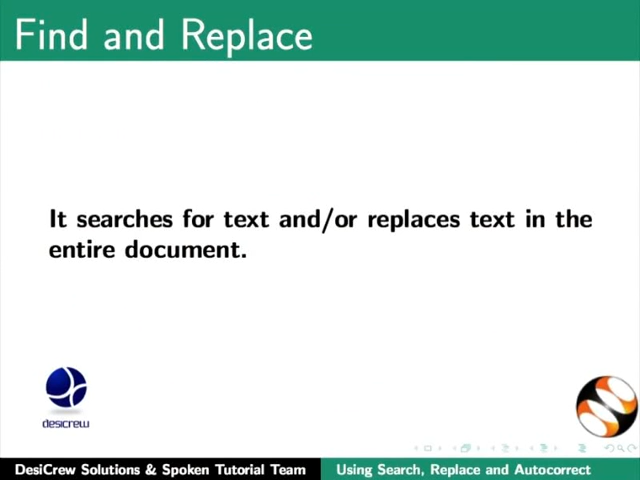 Find and Replace
It searches for text and/or replaces text in the
entire document.
desicrew
DesiCrew Solutions & Spoken Tutorial Team
Using Search, Replace and Autocorrect